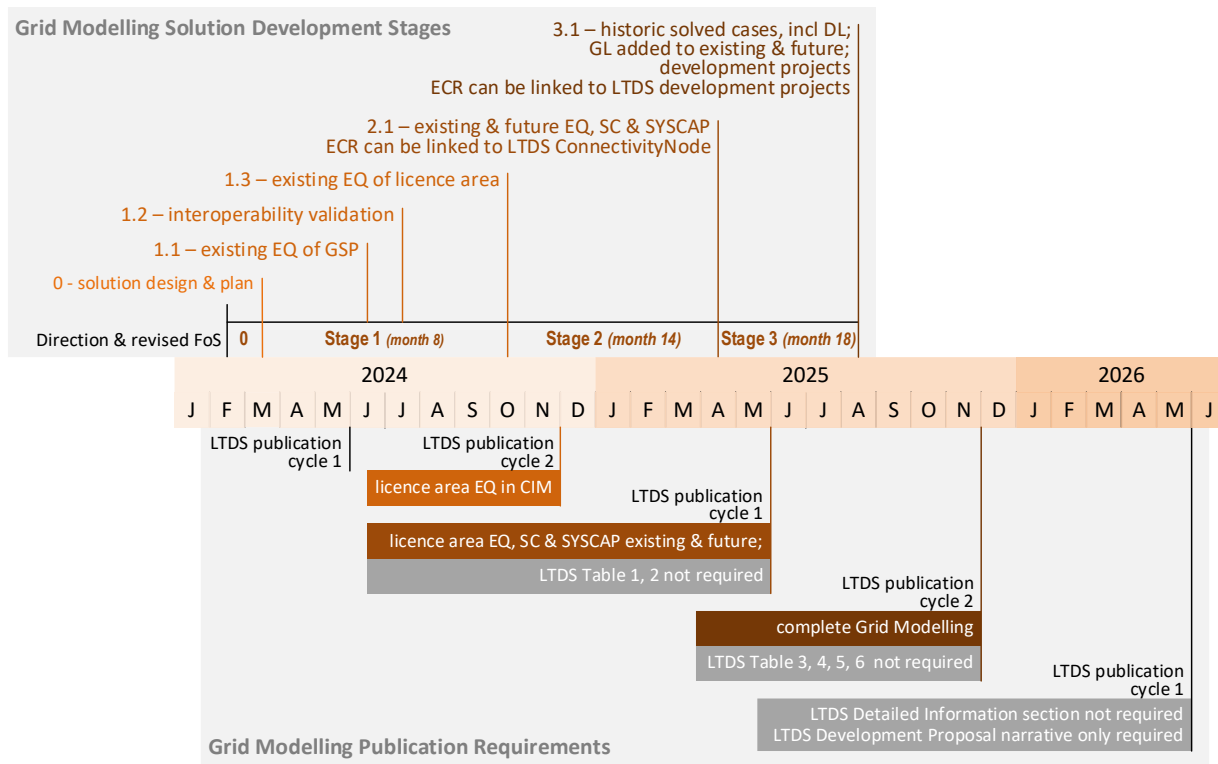 Grid Modelling Solution Development Stages
3.1 – historic solved cases, incl DL;
GL added to existing & future;
development projects
ECR can be linked to LTDS development projects
2.1 – existing & future EQ, SC & SYSCAP
ECR can be linked to LTDS ConnectivityNode
1.3 – existing EQ of licence area
1.2 – interoperability validation
1.1 – existing EQ of GSP
0 - solution design & plan
Direction & revised FoS 0 Stage 1 (month 8) Stage 2 (month 14) Stage 3 (month 18)
2024 2025 2026
J F M A M J J A S O N D J F M A M J J A S O N D J F M A M J
LTDS publication
cycle 1
LTDS publication
cycle 2
licence area EQ in CIM
LTDS publication
cycle 1
licence area EQ, SC & SYSCAP existing & future;
LTDS Table 1, 2 not required
LTDS publication
cycle 2
complete Grid Modelling
LTDS Table 3, 4, 5, 6 not required
LTDS publication
cycle 1
LTDS Detailed Information section not required
LTDS Development Proposal narrative only required
Grid Modelling Publication Requirements